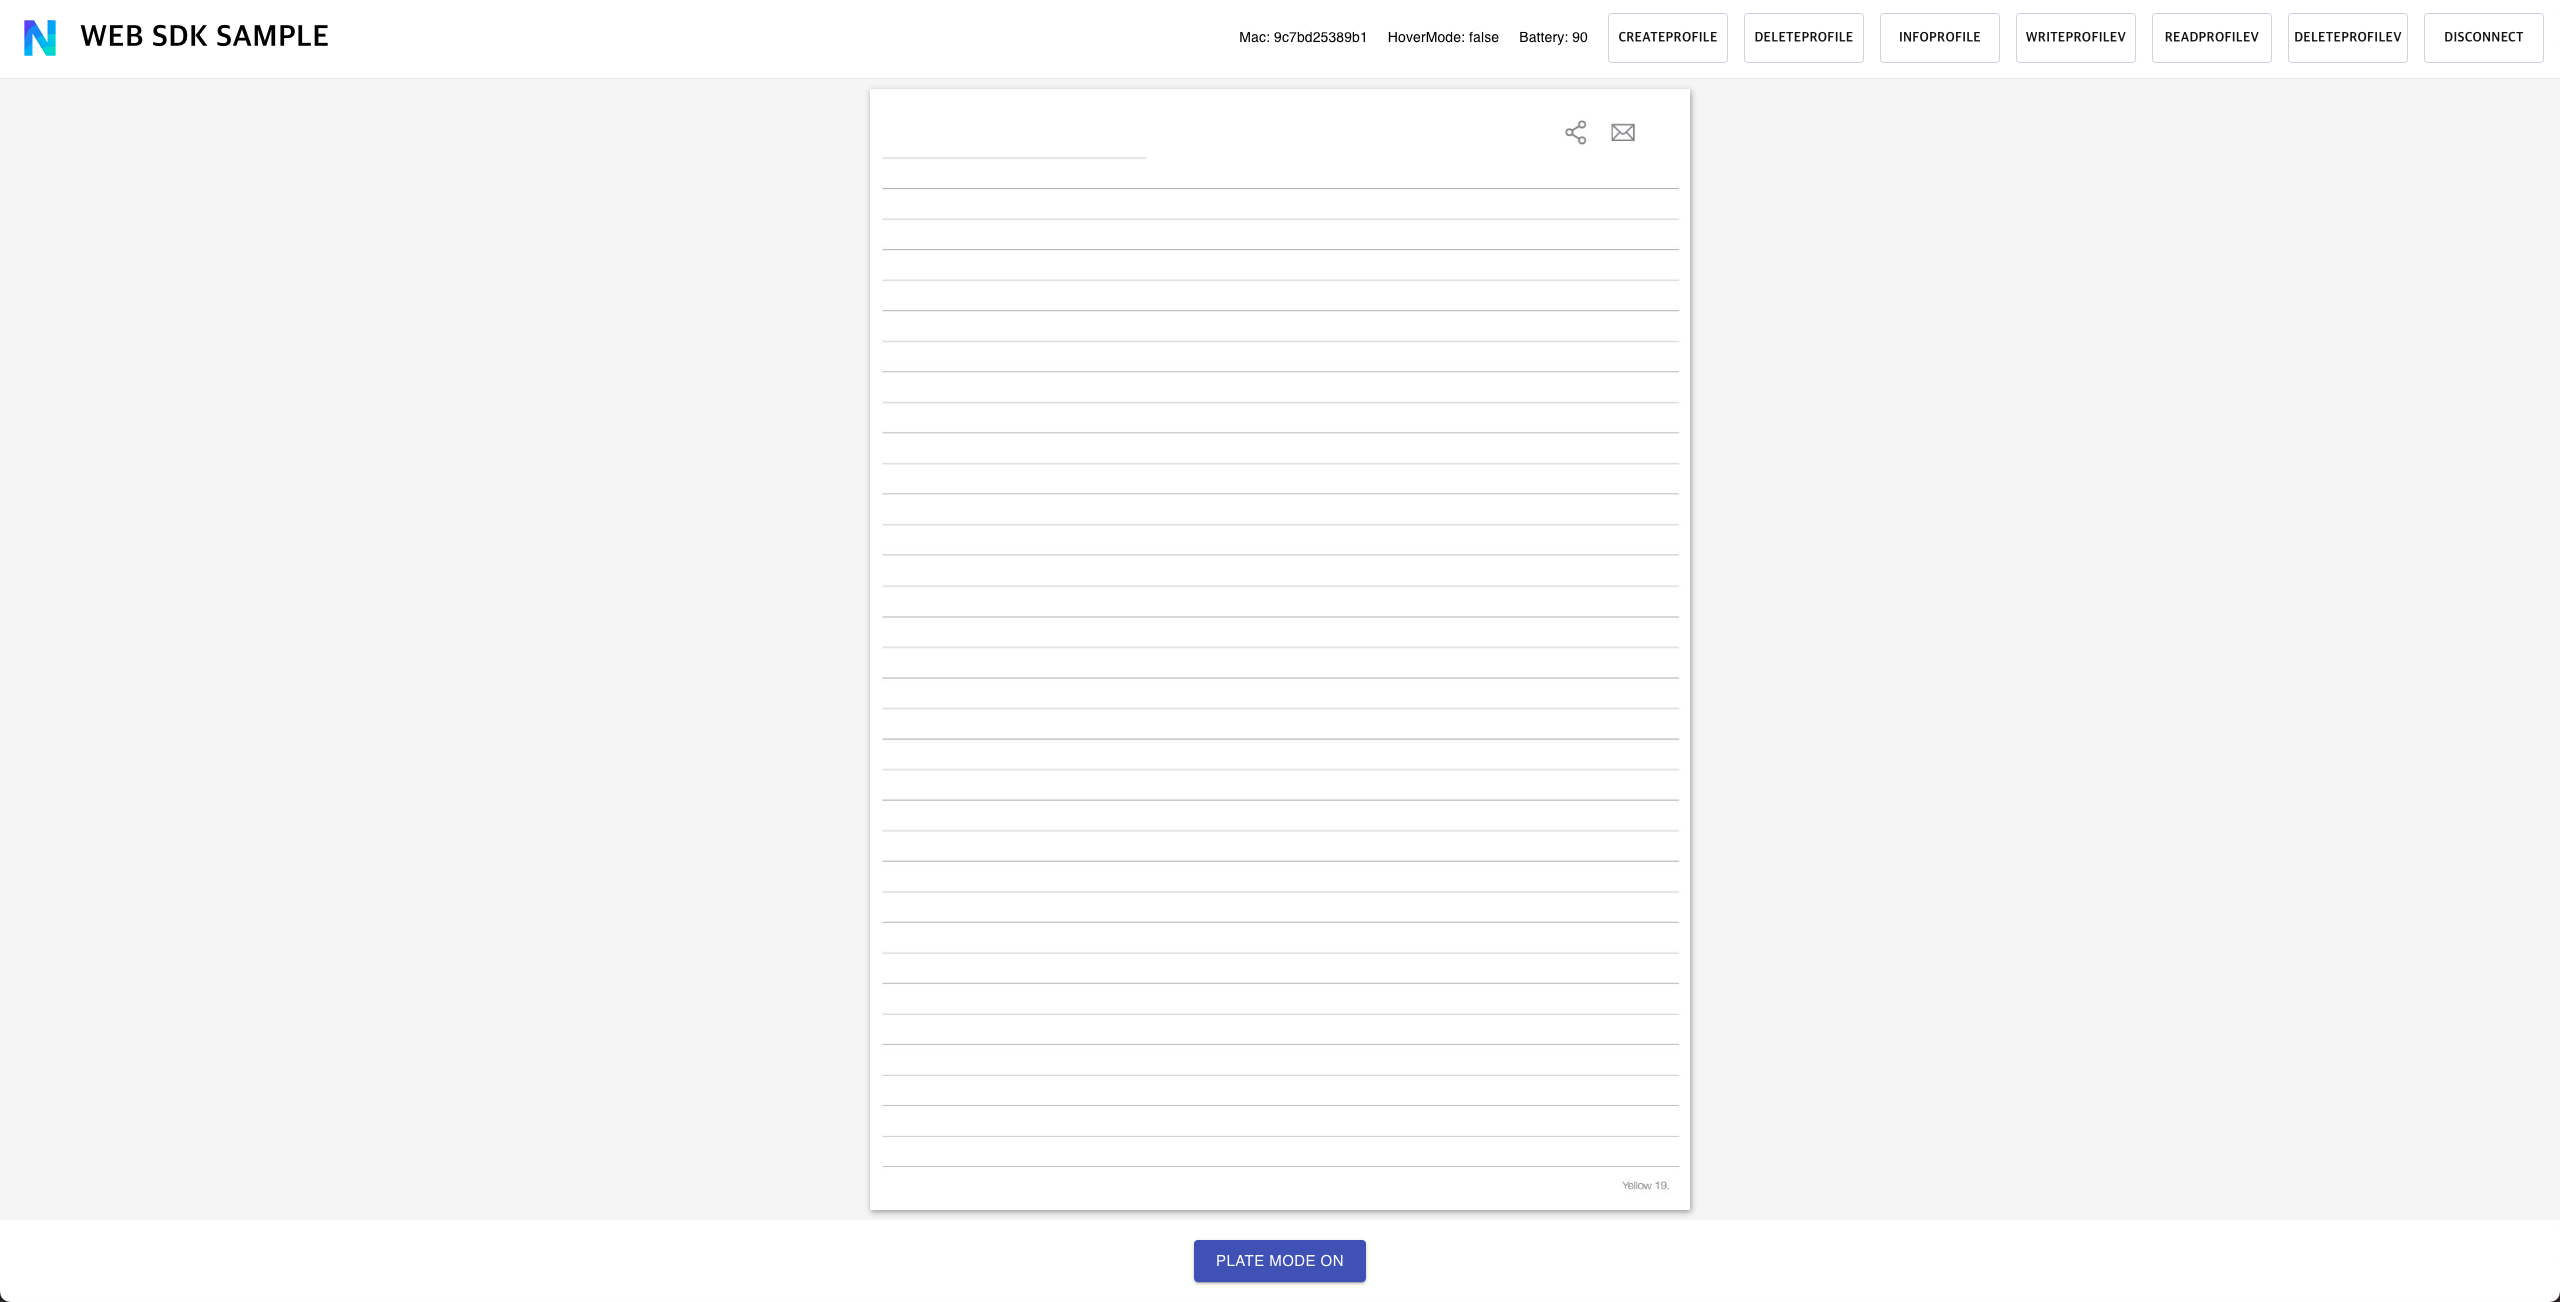 WEB SDK SAMPLE
Mac: 9c7bd25389b1 HoverMode: false Battery: 90 CREATEPROFILE DELETEPROFILE INFOPROFILE WRITEPROFILEV READPROFILEV DELETEPROFILEV DISCONNECT
Yellow 19.
PLATE MODE ON